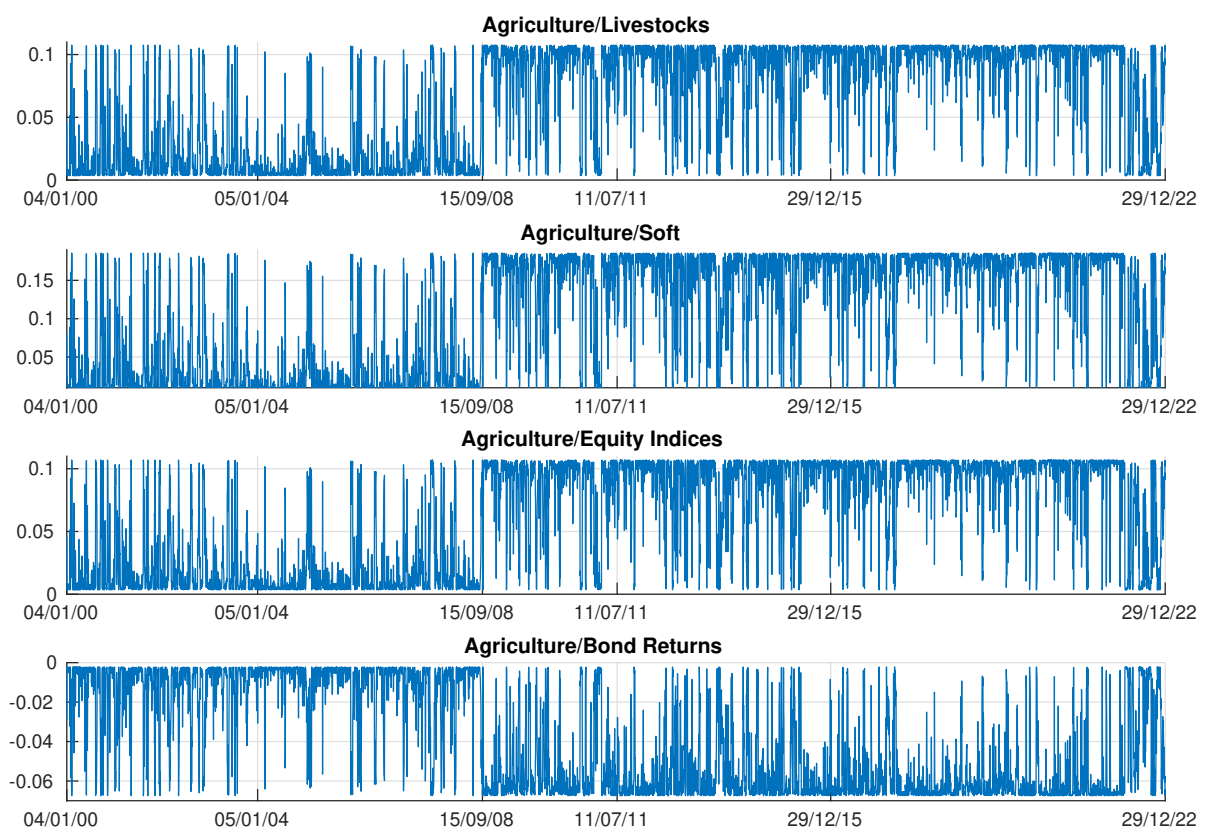 Agriculture/Livestocks
0.1
0.05
0
04/01/00 05/01/04 15/09/08 11/07/11 29/12/15 29/12/22
Agriculture/Soft
0.15
0.1
0.05
04/01/00 05/01/04 15/09/08 11/07/11 29/12/15 29/12/22
Agriculture/Equity Indices
0.1
0.05
0
04/01/00 05/01/04 15/09/08 11/07/11 29/12/15 29/12/22
Agriculture/Bond Returns
0
-0.02
-0.04
-0.06
04/01/00 05/01/04 15/09/08 11/07/11 29/12/15 29/12/22